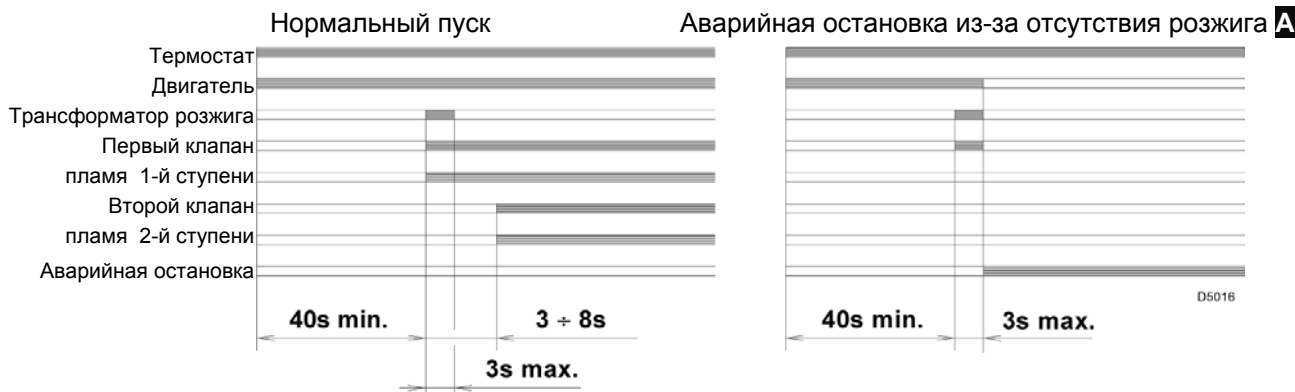 Нормальный пуск
Аварийная остановка из-за отсутствия розжига A
Термостат
Двигатель
Трансформатор розжига
Первый клапан
пламя 1-й ступени
Второй клапан
пламя 2-й ступени
Аварийная остановка
D5016
40s min.
3 ÷ 8s
40s min.
3s max.
3s max.